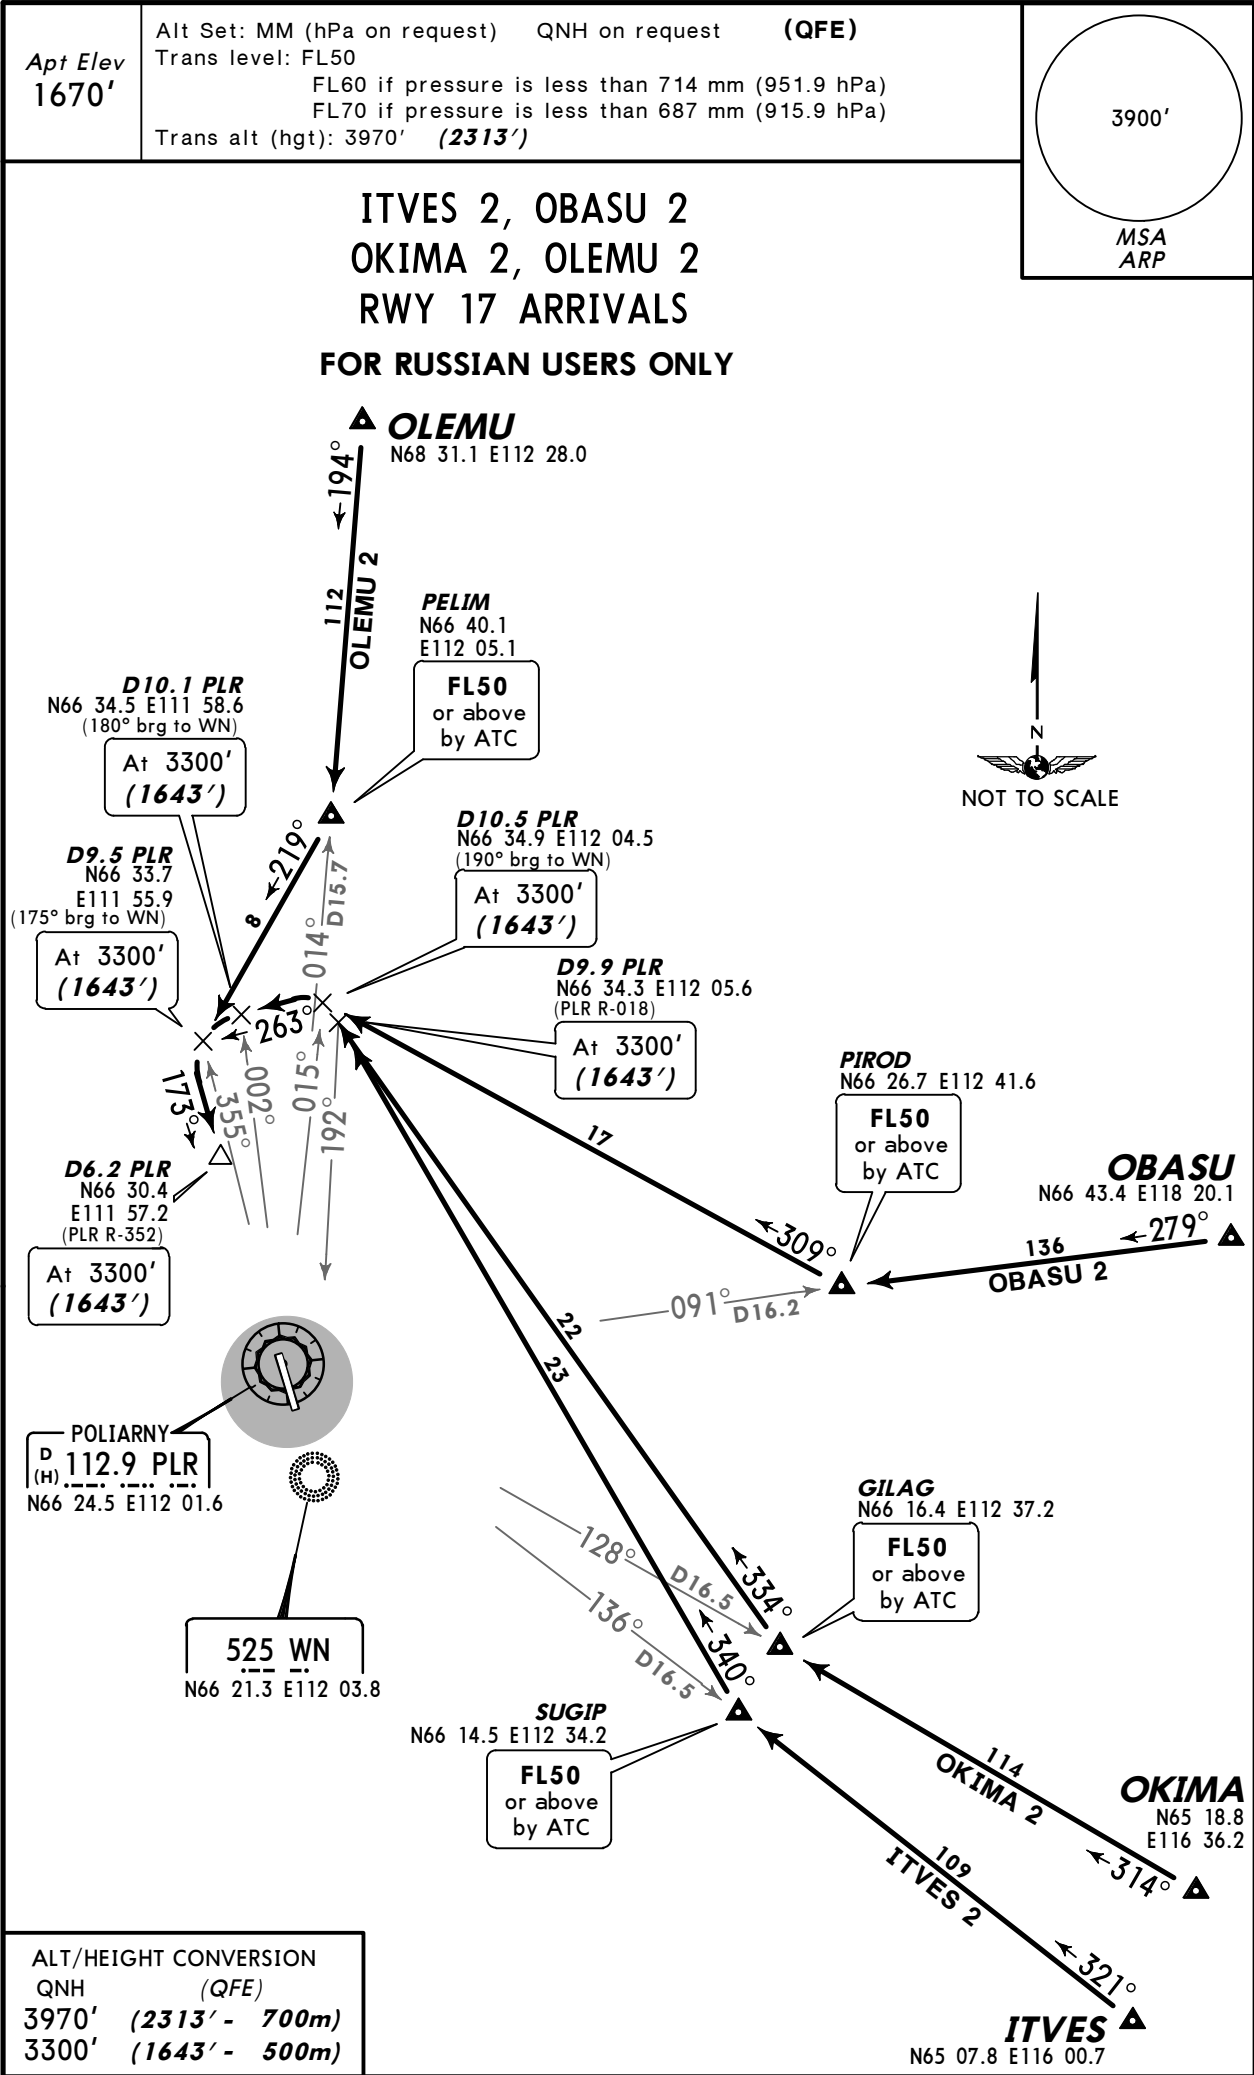 Apt Elev
1670'
Alt Set: MM (hPa on request) QNH on request (QFE)
Trans level: FL50
FL60 if pressure is less than 714 mm (951.9 hPa)
FL70 if pressure is less than 687 mm (915.9 hPa)
Trans alt (hgt): 3970' (2313')
3900'
MSA
ARP
ITVES 2, OBASU 2
OKIMA 2, OLEMU 2
RWY 17 ARRIVALS
FOR RUSSIAN USERS ONLY
OLEMU
N68 31.1 E112 28.0
194°
112
OLEMU 2
PELIM
N66 40.1
E112 05.1
FL50
or above
by ATC
D10.1 PLR
N66 34.5 E111 58.6
(180° brg to WN)
At 3300'
(1643')
N
NOT TO SCALE
219°
8
D15.7
014°
D10.5 PLR
N66 34.9 E112 04.5
(190° brg to WN)
At 3300'
(1643')
D9.5 PLR
N66 33.7
E111 55.9
(175° brg to WN)
At 3300'
(1643')
D9.9 PLR
N66 34.3 E112 05.6
(PLR R-018)
At 3300'
(1643')
263°
173°
355°
002°
015°
192°
D6.2 PLR
N66 30.4
E111 57.2
(PLR R-352)
At 3300'
(1643')
17
PIROD
N66 26.7 E112 41.6
FL50
or above
by ATC
309°
091°
D16.2
OBASU
N66 43.4 E118 20.1
279°
136
OBASU 2
22
23
POLIARNY
D
(H) 112.9 PLR
N66 24.5 E112 01.6
525 WN
N66 21.3 E112 03.8
128°
D16.5
136°
D16.5
334°
340°
GILAG
N66 16.4 E112 37.2
FL50
or above
by ATC
SUGIP
N66 14.5 E112 34.2
FL50
or above
by ATC
114
OKIMA 2
OKIMA
N65 18.8
E116 36.2
314°
109
ITVES 2
321°
ITVES
N65 07.8 E116 00.7
ALT/HEIGHT CONVERSION
QNH (QFE)
3970' (2313' - 700m)
3300' (1643' - 500m)